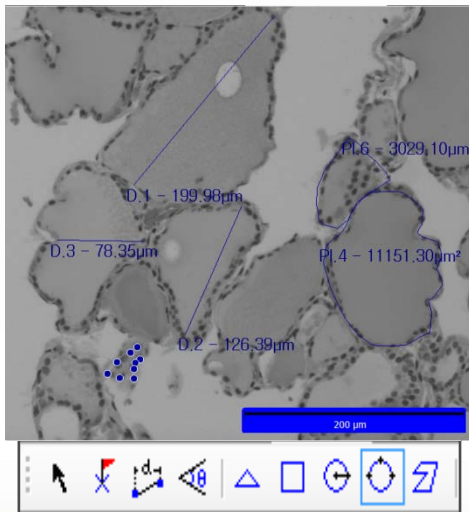 Pl.6 - 3029.10µm
D.1 - 199.98µm
D.3 - 78.35µm
Pl.4 - 11151.30µm²
D.2 - 126.39µm
200 µm
d
θ